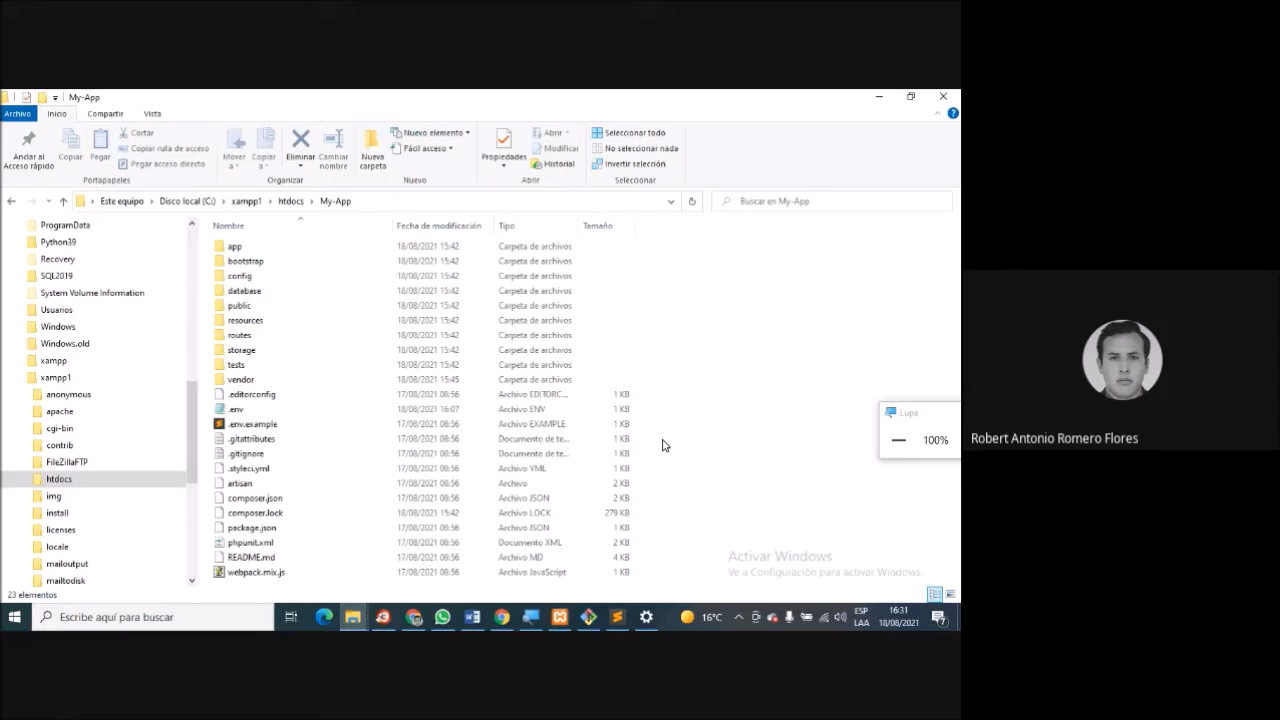 My-App
Archivo Inicio Compartir Vista
Anclar al Acceso rápido
Copiar
Pegar
Cortar
Copiar ruta de acceso
Pegar acceso directo
Portapapeles
Mover a
Copiar a
Eliminar
Cambiar nombre
Organizar
Nueva carpeta
Nuevo elemento
Fácil acceso
Nuevo
Propiedades
Abrir
Modificar
Historial
Abrir
Seleccionar todo
No seleccionar nada
Invertir selección
Seleccionar
Este equipo > Disco local (C:) > xampp1 > htdocs > My-App
Buscar en My-App
ProgramData
Python39
Recovery
SQL2019
System Volume Information
Usuarios
Windows
Windows.old
xampp
xampp1
anonymous
apache
cgi-bin
contrib
FileZillaFTP
htdocs
img
install
licenses
locale
mailoutput
mailtodisk
Nombre Fecha de modificación Tipo Tamaño
app 18/08/2021 15:42 Carpeta de archivos
bootstrap 18/08/2021 15:42 Carpeta de archivos
config 18/08/2021 15:42 Carpeta de archivos
database 18/08/2021 15:42 Carpeta de archivos
public 18/08/2021 15:42 Carpeta de archivos
resources 18/08/2021 15:42 Carpeta de archivos
routes 18/08/2021 15:42 Carpeta de archivos
storage 18/08/2021 15:42 Carpeta de archivos
tests 18/08/2021 15:42 Carpeta de archivos
vendor 18/08/2021 15:45 Carpeta de archivos
.editorconfig 17/08/2021 08:56 Archivo EDITORC... 1 KB
.env 18/08/2021 16:07 Archivo ENV 1 KB
.env.example 17/08/2021 08:56 Archivo EXAMPLE 1 KB
.gitattributes 17/08/2021 08:56 Documento de te... 1 KB
.gitignore 17/08/2021 08:56 Documento de te... 1 KB
.styleci.yml 17/08/2021 08:56 Archivo YML 1 KB
artisan 17/08/2021 08:56 Archivo 2 KB
composer.json 17/08/2021 08:56 Archivo JSON 2 KB
composer.lock 18/08/2021 15:42 Archivo LOCK 279 KB
package.json 17/08/2021 08:56 Archivo JSON 1 KB
phpunit.xml 17/08/2021 08:56 Documento XML 2 KB
README.md 17/08/2021 08:56 Archivo MD 4 KB
webpack.mix.js 17/08/2021 08:56 Archivo JavaScript 1 KB
23 elementos
Lupa
100%
Activar Windows
Ve a Configuración para activar Windows.
Escribe aquí para buscar
16°C
ESP
LAA
16:31
18/08/2021
7
Robert Antonio Romero Flores